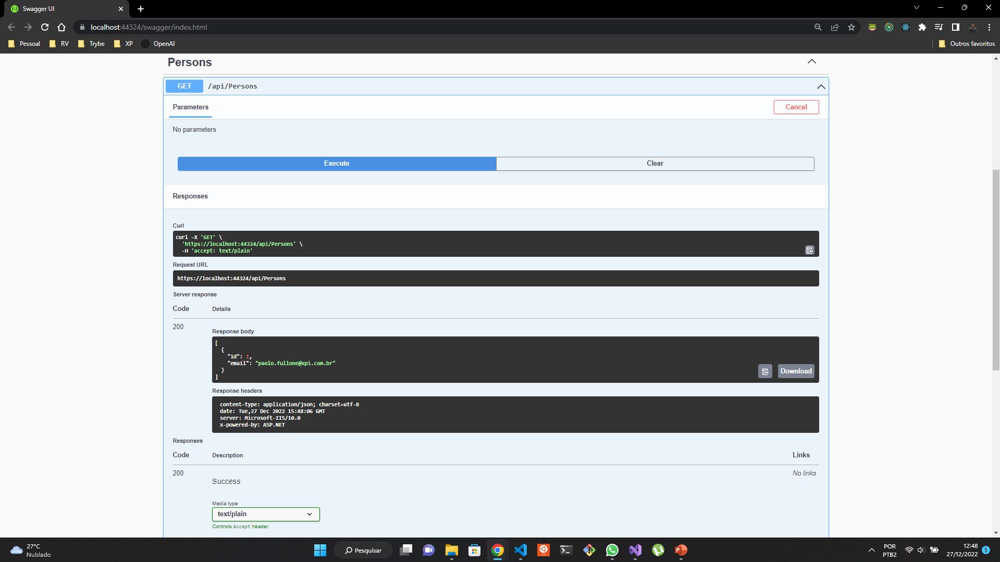 Swagger UI
localhost:44324/swagger/index.html
Pessoal
RV
Trybe
XP
OpenAI
Outros favoritos
Persons
GET
/api/Persons
Parameters
Cancel
No parameters
Execute
Clear
Responses
Curl
curl -X 'GET' \
'https://localhost:44324/api/Persons' \
-H 'accept: text/plain'
Request URL
https://localhost:44324/api/Persons
Server response
Code
Details
200
Response body
[
{
"id": 1,
"email": "paolo.fullone@xpi.com.br"
}
]
Download
Response headers
content-type: application/json; charset=utf-8
date: Tue,27 Dec 2022 15:48:06 GMT
server: Microsoft-IIS/10.0
x-powered-by: ASP.NET
Responses
Code
Description
Links
200
Success
No links
Media type
text/plain
Controls Accept header.
27°C
Nublado
Pesquisar
POR
PTB2
12:48
27/12/2022
5